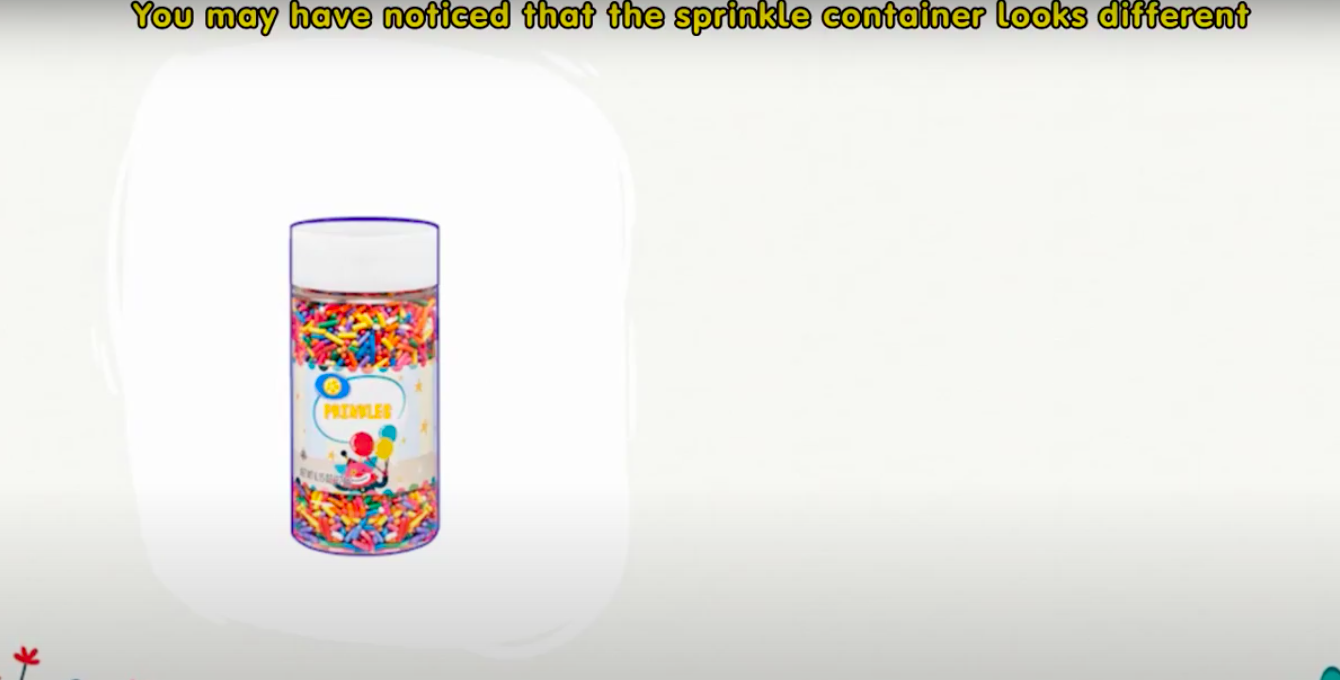 You may have noticed that the sprinkle container looks different
PRINKLES